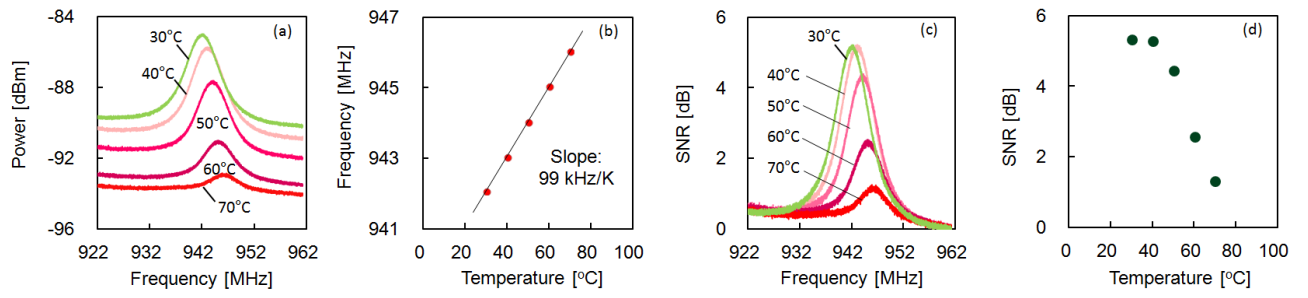 (a)
Power [dBm]
-84
-88
-92
-96
30°C
40°C
50°C
60°C
70°C
922 932 942 952 962
Frequency [MHz]
(b)
Frequency [MHz]
947
945
943
941
Slope:
99 kHz/K
0 20 40 60 80 100
Temperature [°C]
(c)
SNR [dB]
6
4
2
0
30°C
40°C
50°C
60°C
70°C
922 932 942 952 962
Frequency [MHz]
(d)
SNR [dB]
6
4
2
0
0 20 40 60 80 100
Temperature [°C]